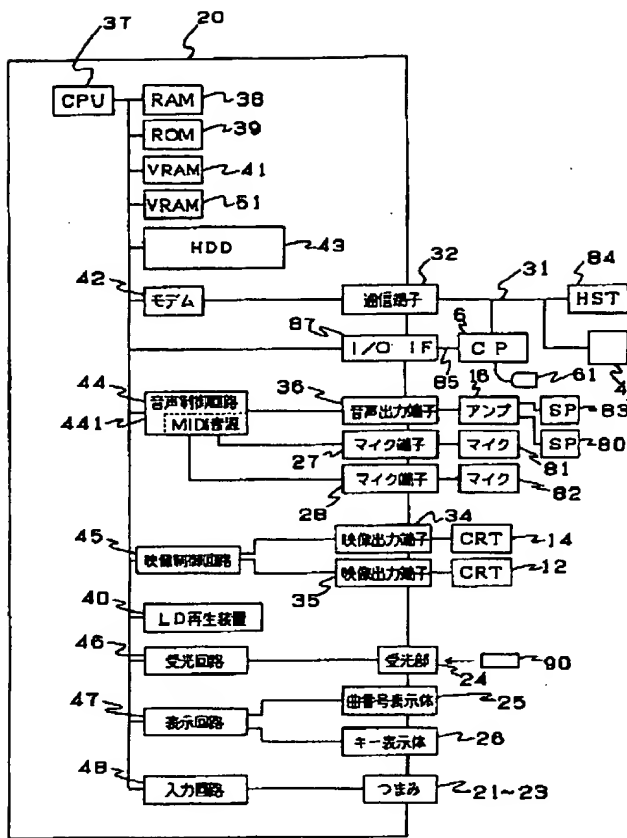 37
20
CPU
RAM
38
ROM
39
VRAM
41
VRAM
51
HDD
43
42
モデム
32
通信端子
31
84
HST
87
I/O IF
6
CP
85
61
4
44
音声制御回路
441
MIDI音源
36
音声出力端子
16
アンプ
SP
83
SP
80
27
マイク端子
マイク
81
28
マイク端子
マイク
82
45
映像制御回路
34
映像出力端子
CRT
14
35
映像出力端子
CRT
12
40
LD再生装置
46
受光回路
受光部
24
90
47
表示回路
曲番号表示体
25
キー表示体
26
48
入力回路
つまみ
21~23